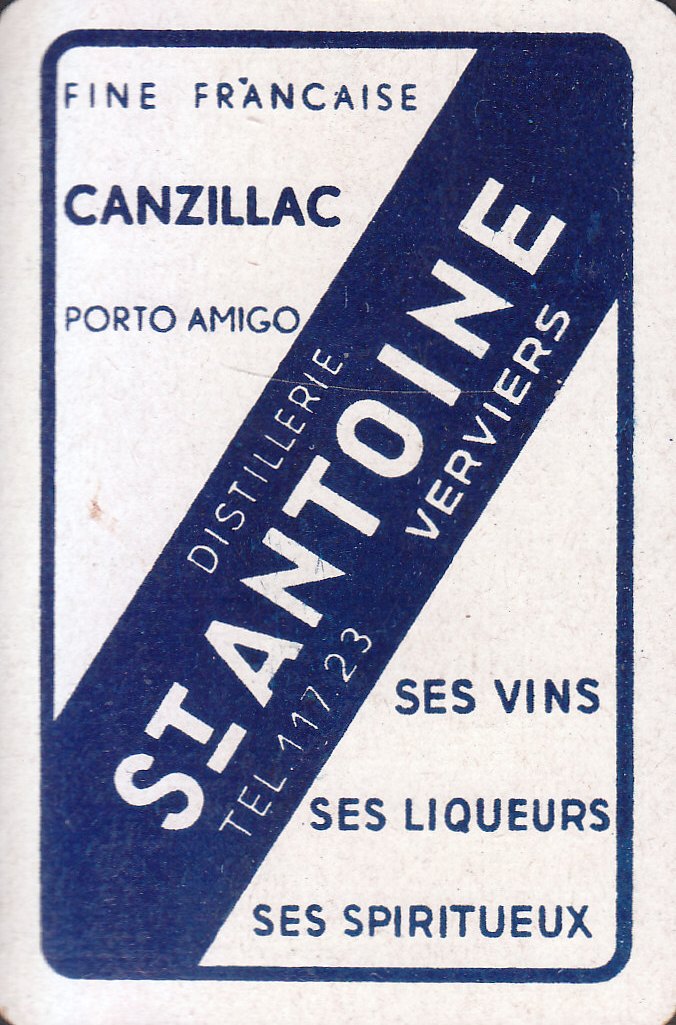 FINE FRANCAISE
CANZILLAC
PORTO AMIGO
DISTILLERIE
ST ANTOINE
VERVIERS
TEL. 117 23
SES VINS
SES LIQUEURS
SES SPIRITUEUX